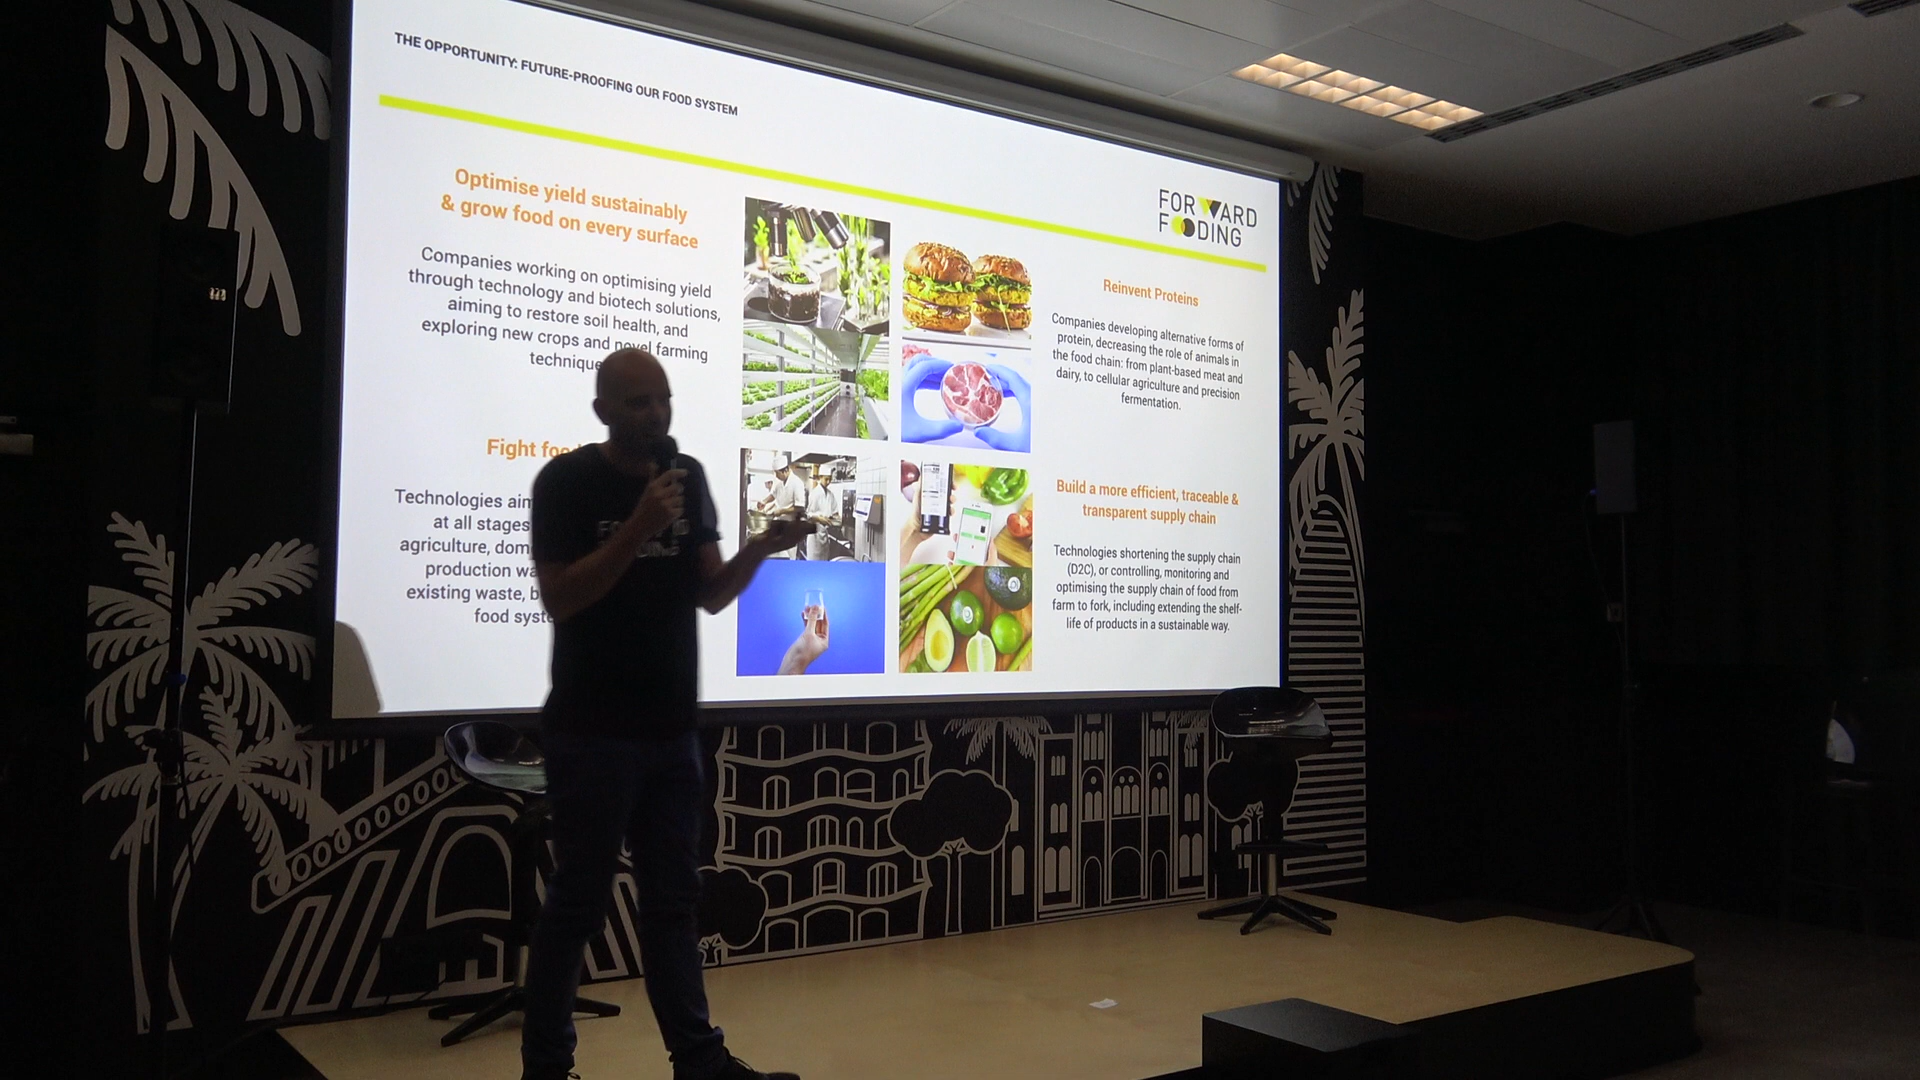 THE OPPORTUNITY: FUTURE-PROOFING OUR FOOD SYSTEM
FORWARD
FOODING
Optimise yield sustainably
& grow food on every surface
Companies working on optimising yield
through technology and biotech solutions,
aiming to restore soil health, and
exploring new crops and novel farming
technique
Reinvent Proteins
Companies developing alternative forms of
protein, decreasing the role of animals in
the food chain: from plant-based meat and
dairy, to cellular agriculture and precision
fermentation.
Fight foo
Technologies aim
at all stages
agriculture, dom
production wa
existing waste, b
food syste
Build a more efficient, traceable &
transparent supply chain
Technologies shortening the supply chain
(D2C), or controlling, monitoring and
optimising the supply chain of food from
farm to fork, including extending the shelf-
life of products in a sustainable way.